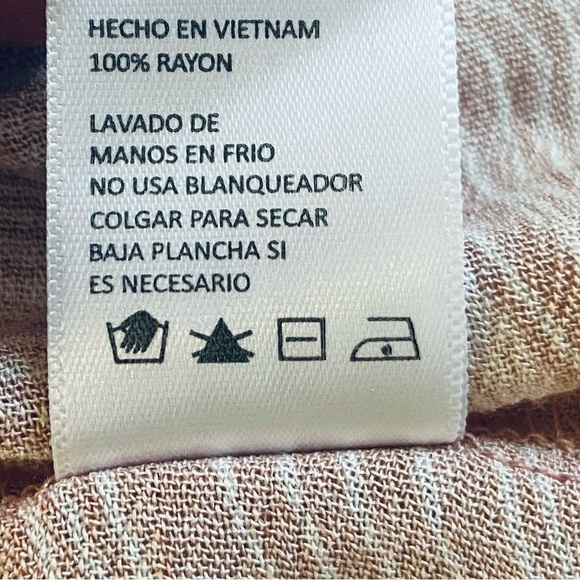 HECHO EN VIETNAM
100% RAYON
LAVADO DE
MANOS EN FRIO
NO USA BLANQUEADOR
COLGAR PARA SECAR
BAJA PLANCHA SI
ES NECESARIO